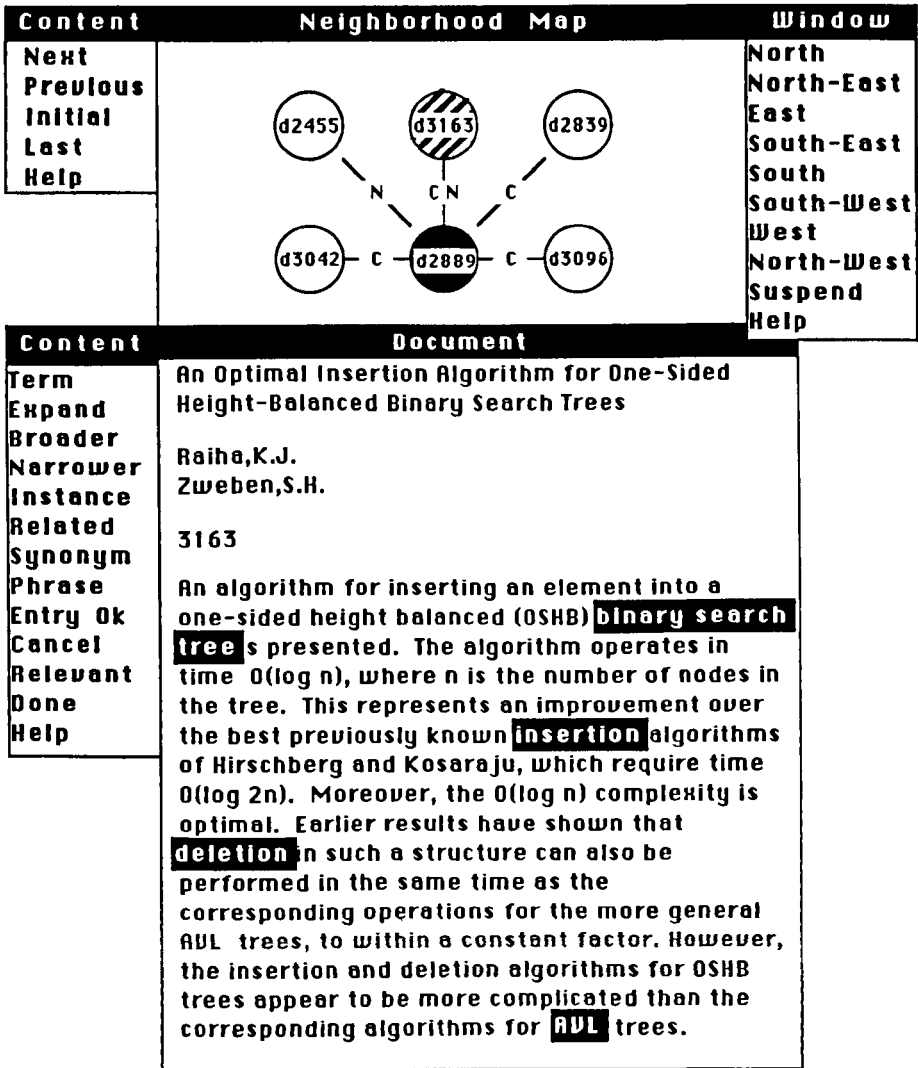 Content
Next
Previous
Initial
Last
Help
Neighborhood Map
d2455
d3163
d2839
N
CN
C
d3042
C
d2889
C
d3096
Window
North
North-East
East
South-East
South
South-West
West
North-West
Suspend
Help
Content
Term
Expand
Broader
Narrower
Instance
Related
Synonym
Phrase
Entry Ok
Cancel
Relevant
Done
Help
Document
An Optimal Insertion Algorithm for One-Sided
Height-Balanced Binary Search Trees
Raiha,K.J.
Zweben,S.H.
3163
An algorithm for inserting an element into a
one-sided height balanced (OSHB) binary search
tree s presented. The algorithm operates in
time O(log n), where n is the number of nodes in
the tree. This represents an improvement over
the best previously known insertion algorithms
of Hirschberg and Kosaraju, which require time
O(log 2n). Moreover, the O(log n) complexity is
optimal. Earlier results have shown that
deletion in such a structure can also be
performed in the same time as the
corresponding operations for the more general
AVL trees, to within a constant factor. However,
the insertion and deletion algorithms for OSHB
trees appear to be more complicated than the
corresponding algorithms for AVL trees.